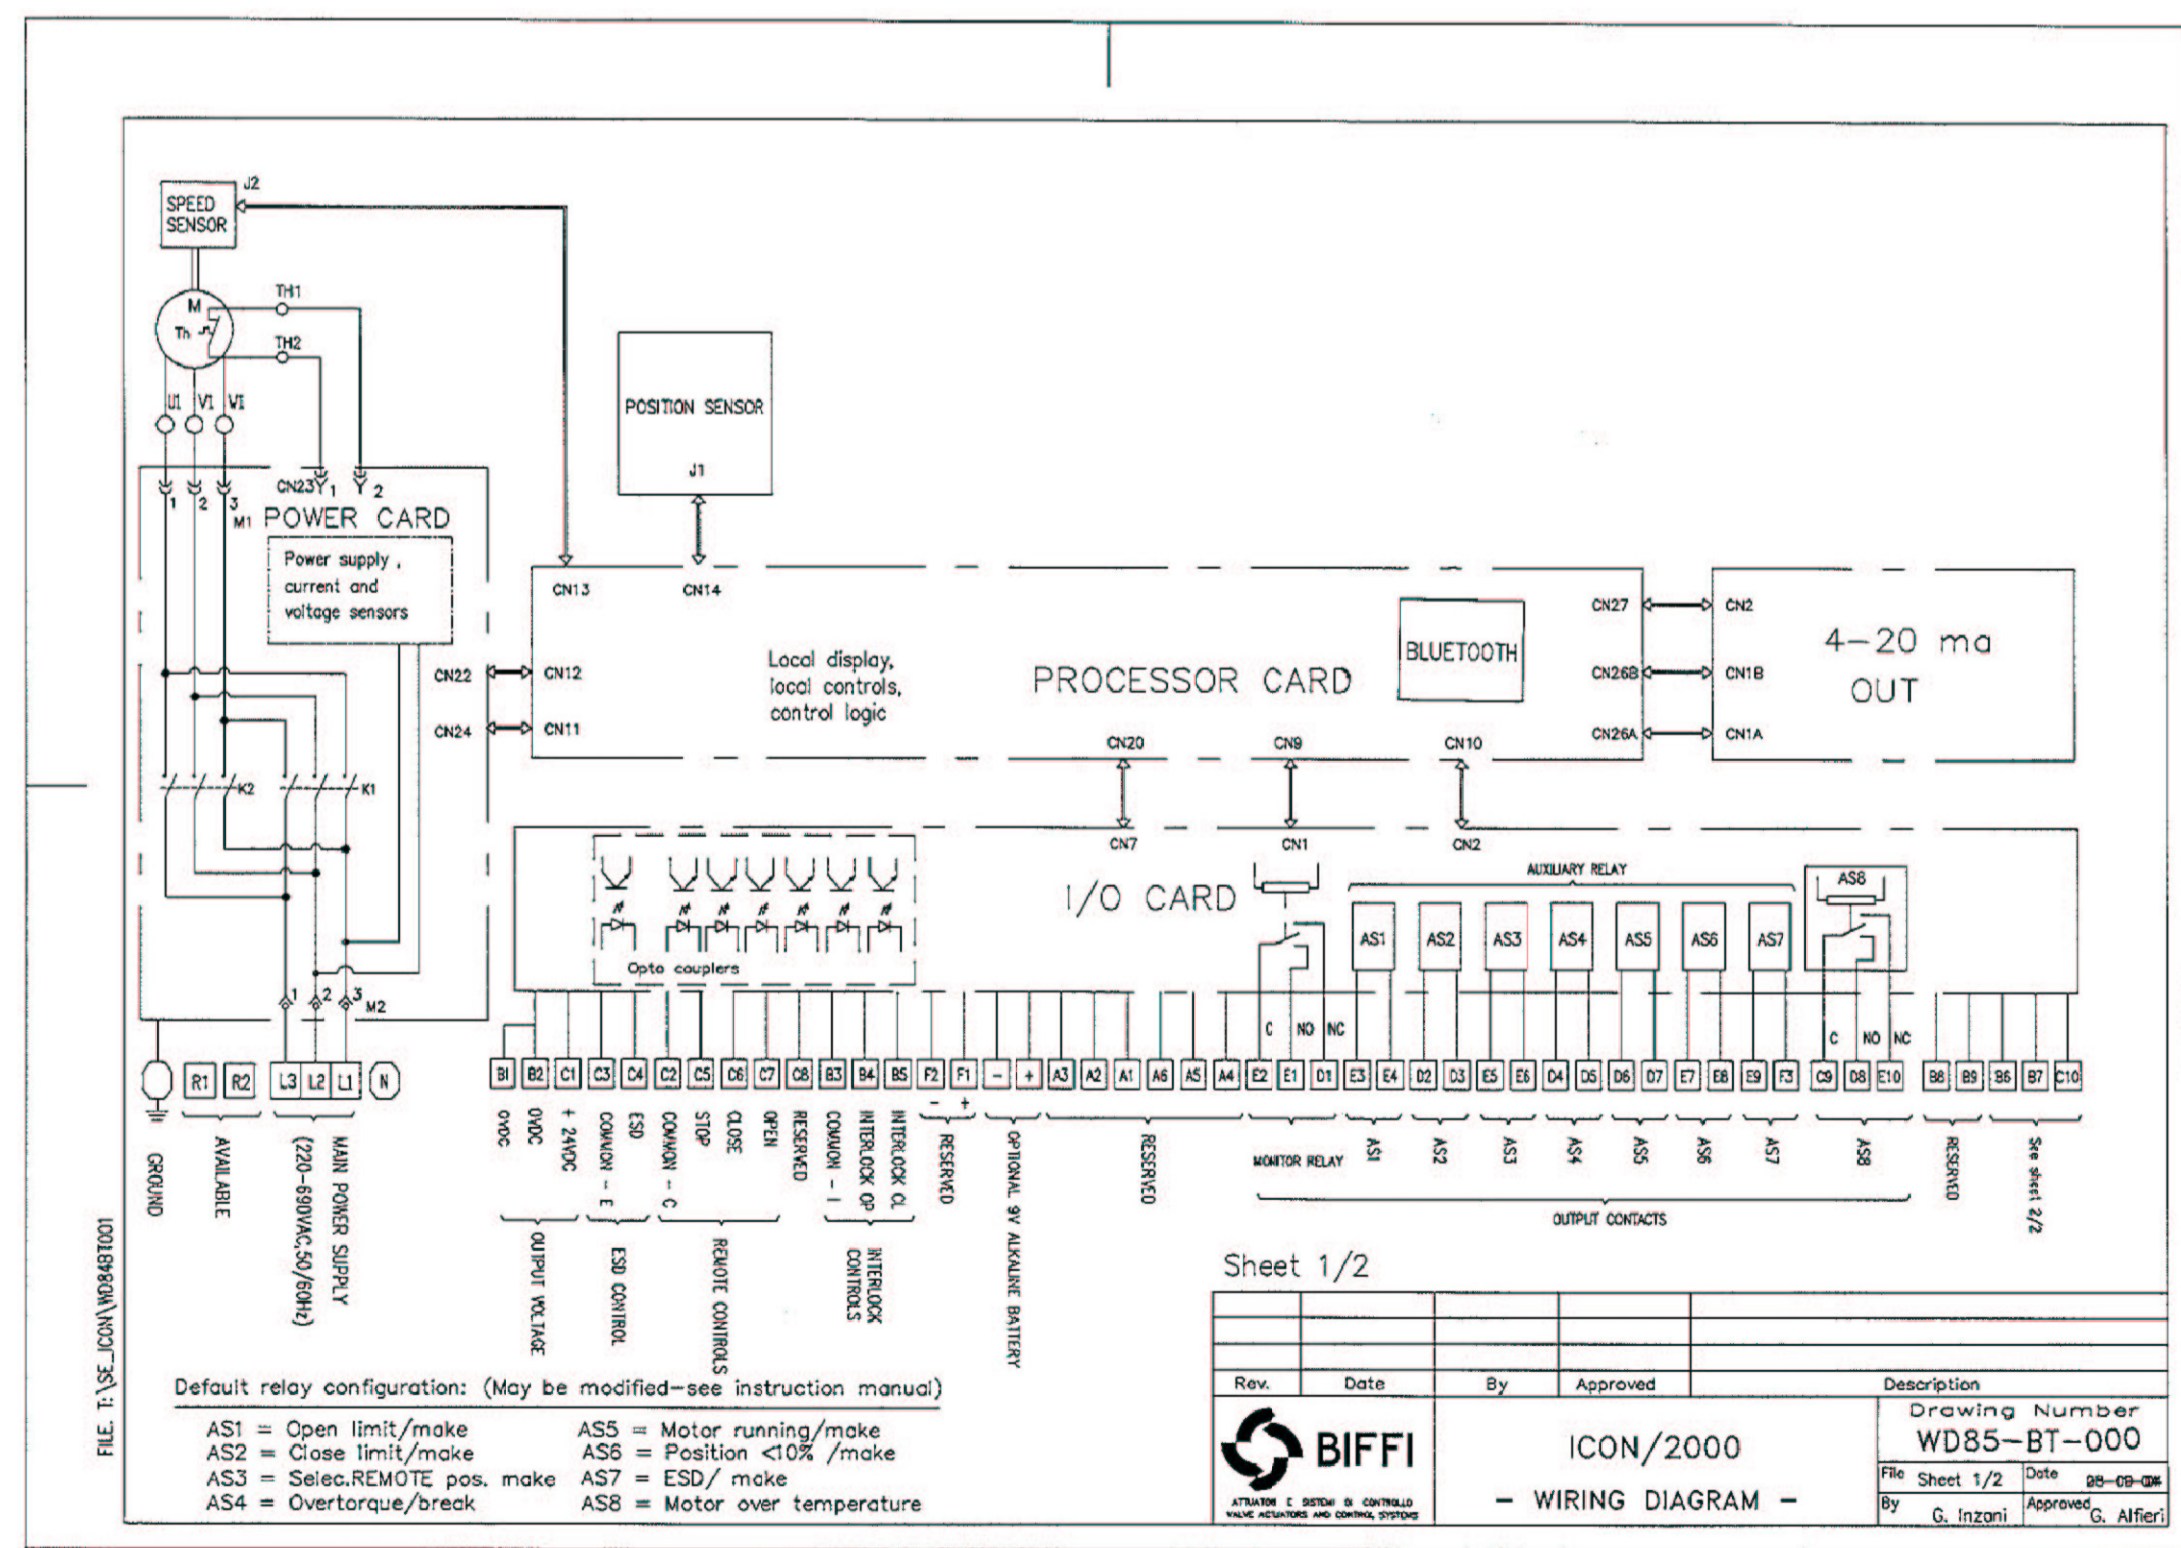 J2
SPEED
SENSOR
M
Th
TH1
TH2
U1 V1 W1
POSITION SENSOR
J1
CN23 1 2
1 2 3
M1
POWER CARD
Power supply ,
current and
voltage sensors
CN13
CN14
CN22
CN12
CN24
CN11
Local display,
local controls,
control logic
PROCESSOR CARD
BLUETOOTH
CN27
CN26B
CN26A
CN2
CN1B
CN1A
4-20 ma
OUT
CN20
CN9
CN10
K2
K1
CN7
CN1
CN2
I/O CARD
AUXILIARY RELAY
Opto couplers
AS1 AS2 AS3 AS4 AS5 AS6 AS7 AS8
1 2 3
M2
C NO NC
C NO NC
R1 R2 L3 L2 L1 N
B1 B2 C1 C3 C4 C2 C5 C6 C7 C8 B3 B4 B5 F2 F1 - + A3 A2 A1 A6 A5 A4 E2 E1 D1 E3 E4 D2 D3 E5 E6 D4 D5 D6 D7 E7 E8 E9 F3 C9 D8 E10 B8 B9 B6 B7 C10
- +
GROUND
AVAILABLE
MAIN POWER SUPPLY
(220-690VAC,50/60Hz)
0VDC
0VDC
+ 24VDC
COMMON - E
ESD
COMMON - C
STOP
CLOSE
OPEN
RESERVED
COMMON - I
INTERLOCK OP
INTERLOCK CL
RESERVED
OPTIONAL 9V ALKALINE BATTERY
RESERVED
MONITOR RELAY
AS1
AS2
AS3
AS4
AS5
AS6
AS7
AS8
RESERVED
See sheet 2/2
OUTPUT VOLTAGE
ESD CONTROL
REMOTE CONTROLS
INTERLOCK
CONTROLS
OUTPUT CONTACTS
FILE. T:\SE_ICON\WD84BT001
Sheet 1/2
Default relay configuration: (May be modified-see instruction manual)
AS1 = Open limit/make
AS2 = Close limit/make
AS3 = Selec.REMOTE pos. make
AS4 = Overtorque/break
AS5 = Motor running/make
AS6 = Position <10% /make
AS7 = ESD/ make
AS8 = Motor over temperature
Rev. Date By Approved Description
BIFFI
ATTUATORI E SISTEMI DI CONTROLLO
VALVE ACTUATORS AND CONTROL SYSTEMS
ICON/2000
- WIRING DIAGRAM -
Drawing Number
WD85-BT-000
File Sheet 1/2
Date
By G. Inzani
Approved G. Alfieri